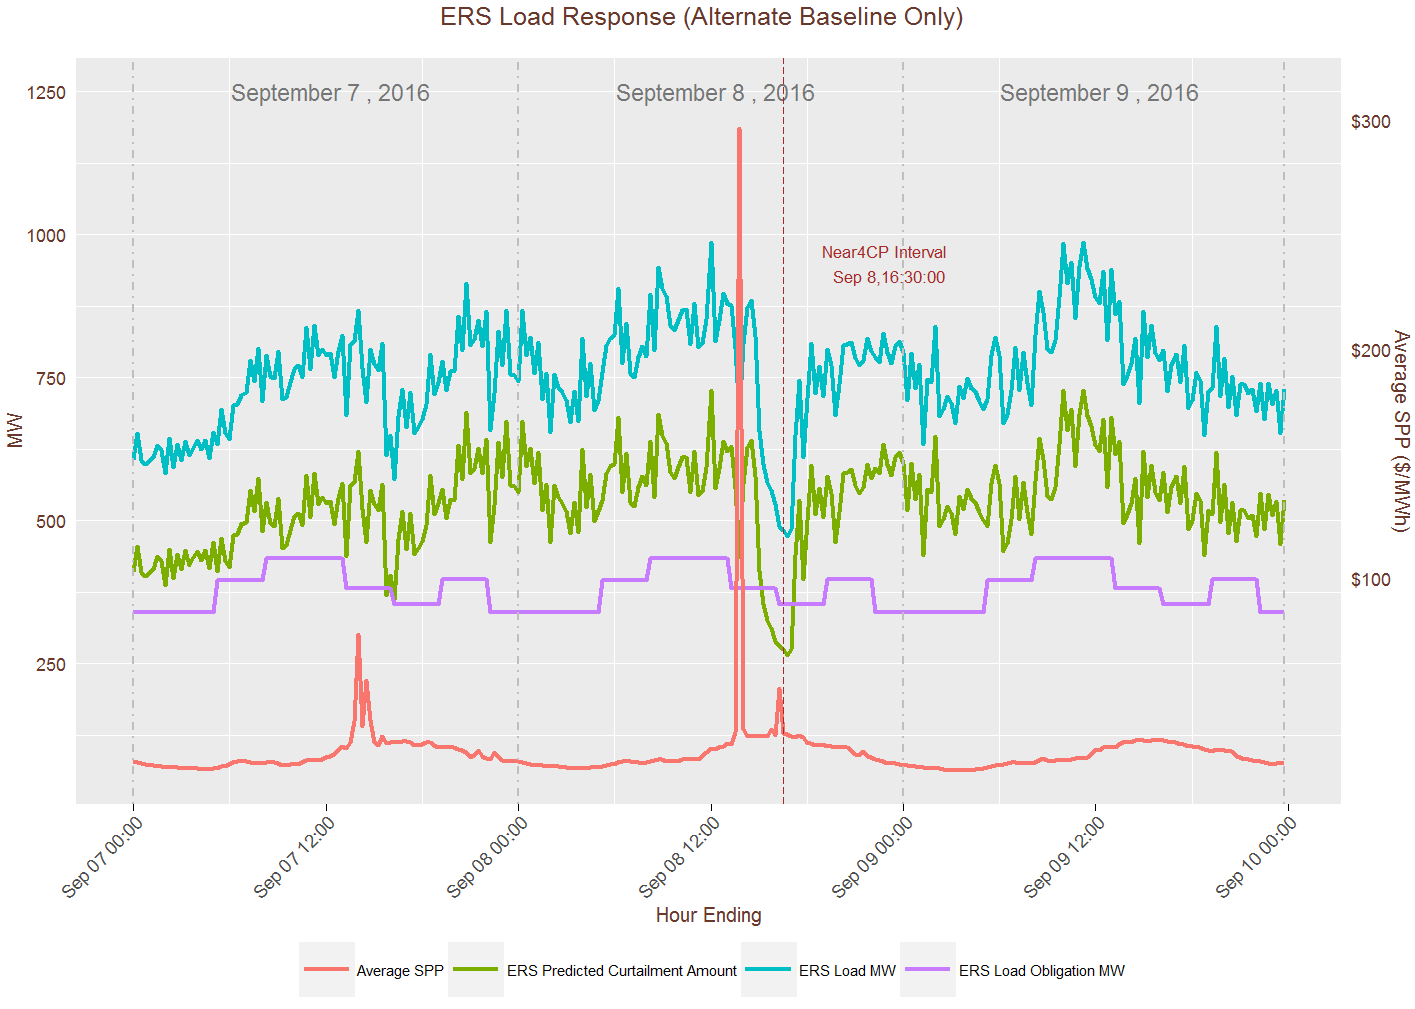 ERS Load Response (Alternate Baseline Only)
September 7 , 2016
September 8 , 2016
September 9 , 2016
1250
1000
750
500
250
MW
$300
$200
$100
Average SPP ($/MWh)
Near4CP Interval
Sep 8,16:30:00
Sep 07 00:00
Sep 07 12:00
Sep 08 00:00
Sep 08 12:00
Sep 09 00:00
Sep 09 12:00
Sep 10 00:00
Hour Ending
Average SPP
ERS Predicted Curtailment Amount
ERS Load MW
ERS Load Obligation MW